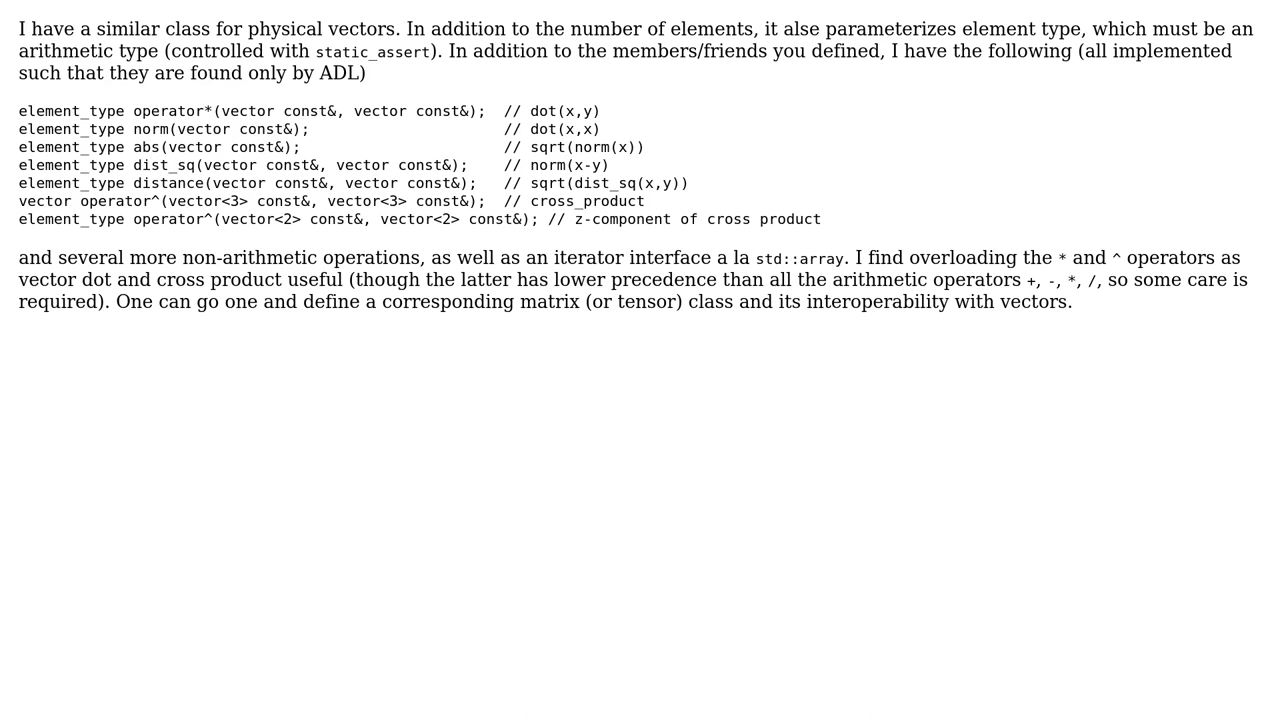 I have a similar class for physical vectors. In addition to the number of elements, it alse parameterizes element type, which must be an
arithmetic type (controlled with static_assert). In addition to the members/friends you defined, I have the following (all implemented
such that they are found only by ADL)
element_type operator*(vector const&, vector const&);  // dot(x,y)
element_type norm(vector const&);                      // dot(x,x)
element_type abs(vector const&);                       // sqrt(norm(x))
element_type dist_sq(vector const&, vector const&);    // norm(x-y)
element_type distance(vector const&, vector const&);   // sqrt(dist_sq(x,y))
vector operator^(vector<3> const&, vector<3> const&);  // cross_product
element_type operator^(vector<2> const&, vector<2> const&); // z-component of cross product
and several more non-arithmetic operations, as well as an iterator interface a la std::array. I find overloading the * and ^ operators as
vector dot and cross product useful (though the latter has lower precedence than all the arithmetic operators +, -, *, /, so some care is
required). One can go one and define a corresponding matrix (or tensor) class and its interoperability with vectors.